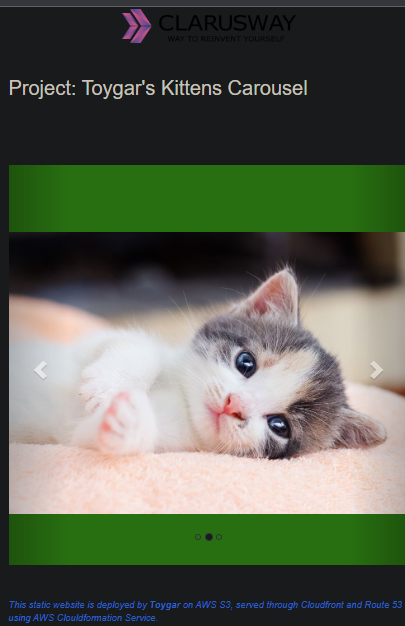 CLARUSWAY
WAY TO REINVENT YOURSELF
Project: Toygar's Kittens Carousel
This static website is deployed by Toygar on AWS S3, served through Cloudfront and Route 53
using AWS Cloudformation Service.